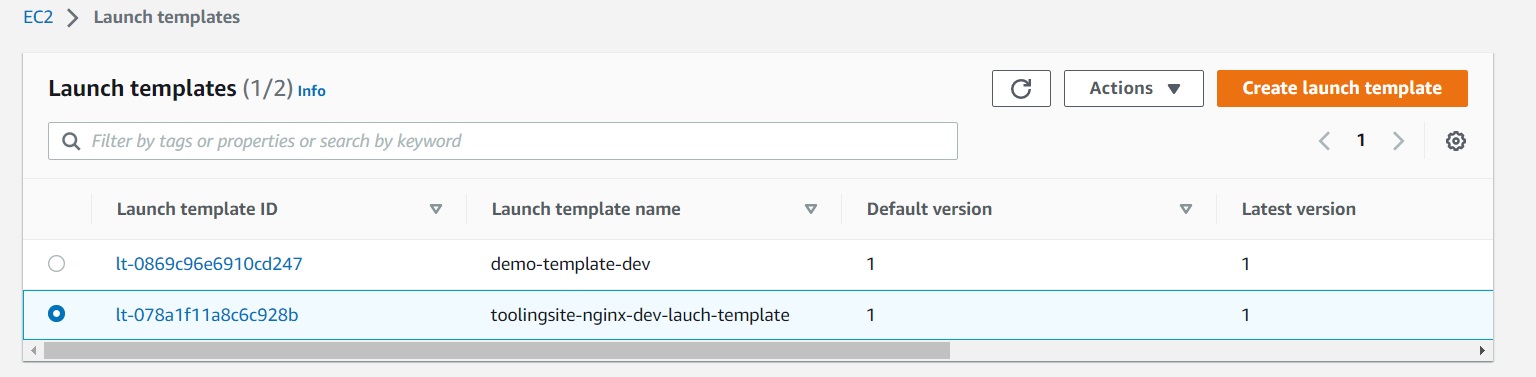 EC2 > Launch templates
Launch templates (1/2) Info
Actions
Create launch template
Filter by tags or properties or search by keyword
1
Launch template ID Launch template name Default version Latest version
lt-0869c96e6910cd247 demo-template-dev 1 1
lt-078a1f11a8c6c928b toolingsite-nginx-dev-lauch-template 1 1